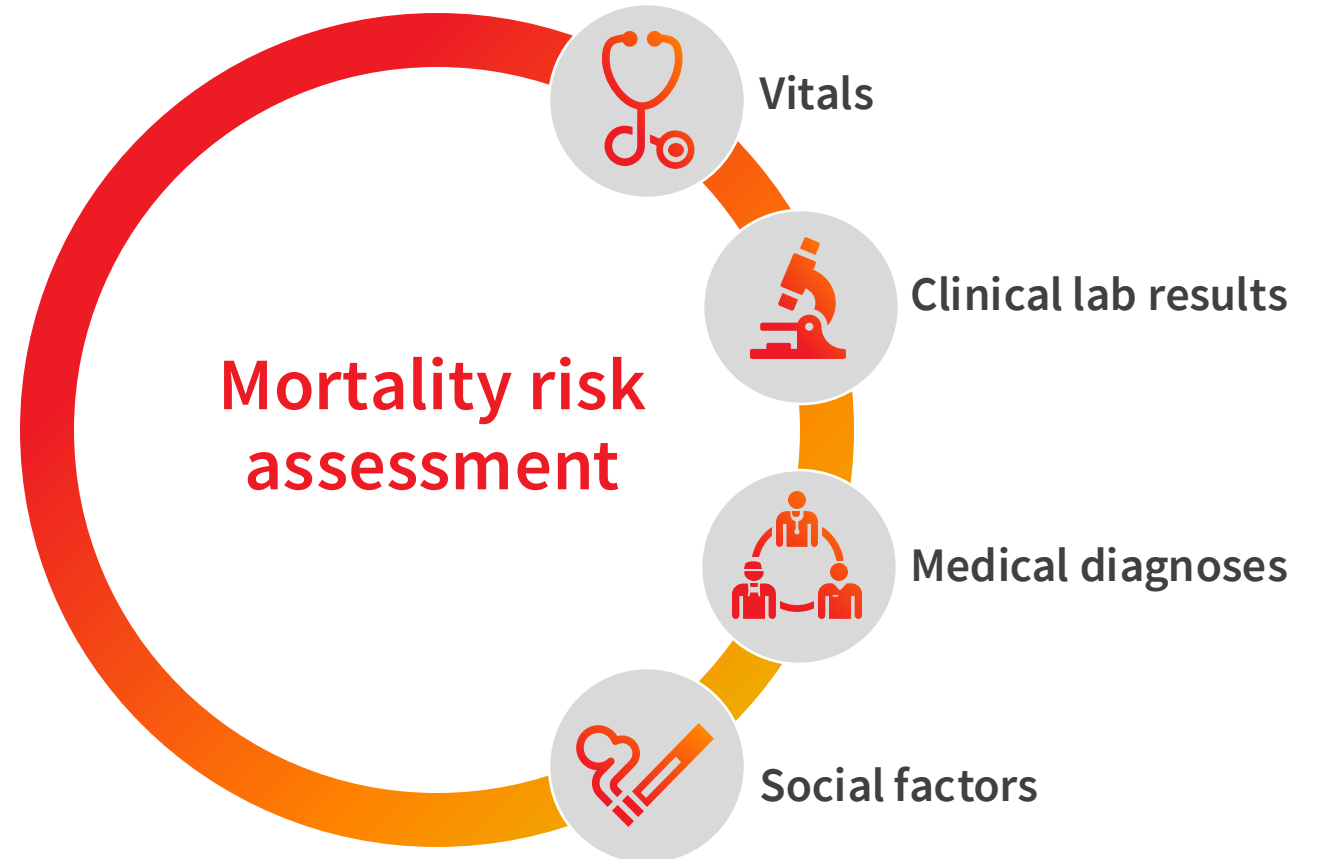 Vitals
Clinical lab results
Mortality risk
assessment
Medical diagnoses
Social factors